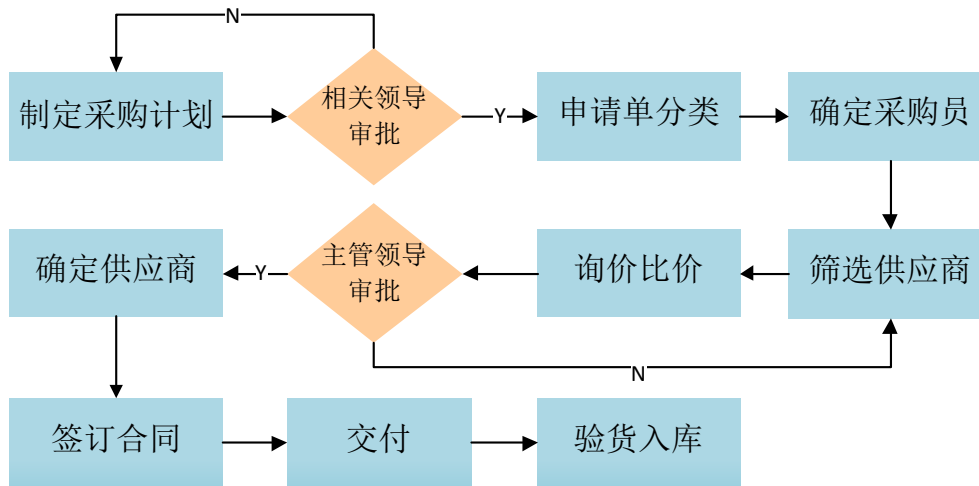 N
制定采购计划
相关领导
审批
Y
申请单分类
确定采购员
确定供应商
Y
主管领导
审批
询价比价
筛选供应商
N
签订合同
交付
验货入库